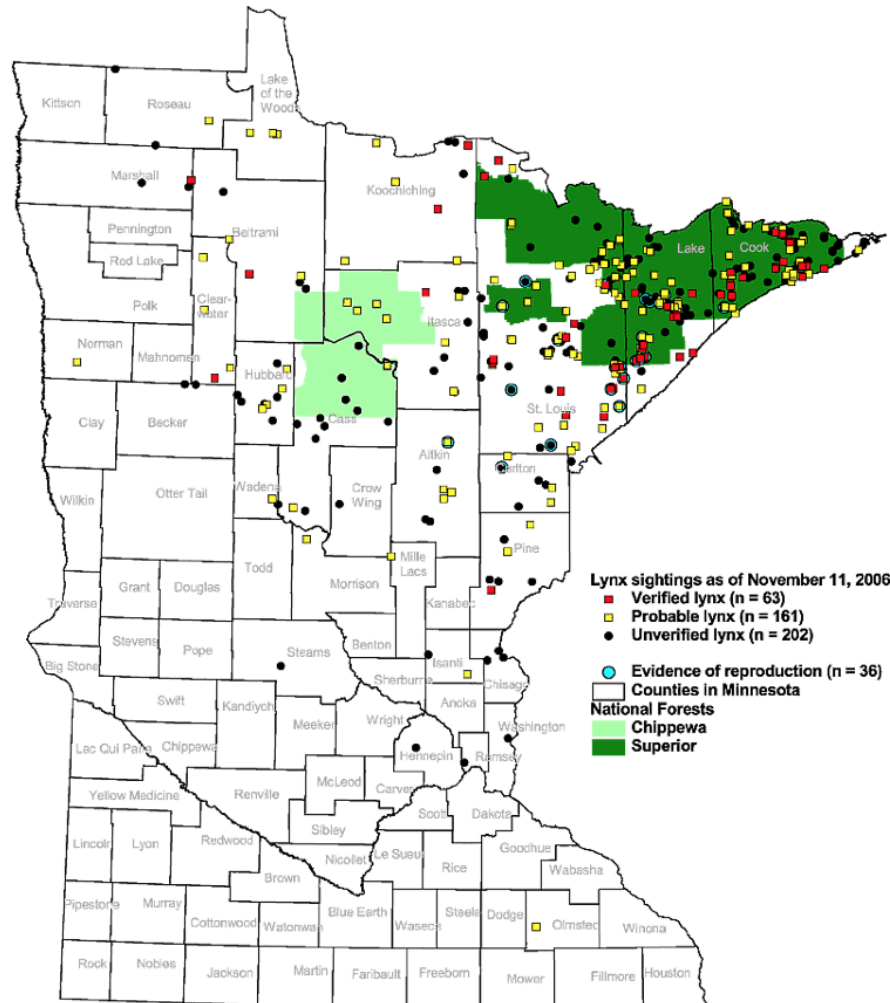 Lake
of the
Woods
Kittson
Roseau
Marshall
Koochiching
Pennington
Beltrami
Red Lake
Lake
Cook
Polk
Clear-
water
Itasca
Norman
Mahnomen
Hubbard
Clay
Becker
Cass
St. Louis
Aitkin
Carlton
Wilkin
Otter Tail
Wadena
Crow
Wing
Pine
Todd
Mille
Lacs
Morrison
Kanabec
Grant
Douglas
Traverse
Stevens
Pope
Stearns
Benton
Isanti
Big Stone
Sherburne
Chisago
Swift
Kandiyohi
Anoka
Meeker
Wright
Washington
Lac Qui Parle
Chippewa
Hennepin
Ramsey
McLeod
Carver
Yellow Medicine
Renville
Scott
Dakota
Sibley
Lincoln
Lyon
Redwood
Nicollet
Le Sueur
Rice
Goodhue
Wabasha
Brown
Pipestone
Murray
Cottonwood
Watonwan
Blue Earth
Waseca
Steele
Dodge
Olmsted
Winona
Rock
Nobles
Jackson
Martin
Faribault
Freeborn
Mower
Fillmore
Houston
Lynx sightings as of November 11, 2006
Verified lynx (n = 63)
Probable lynx (n = 161)
Unverified lynx (n = 202)
Evidence of reproduction (n = 36)
Counties in Minnesota
National Forests
Chippewa
Superior